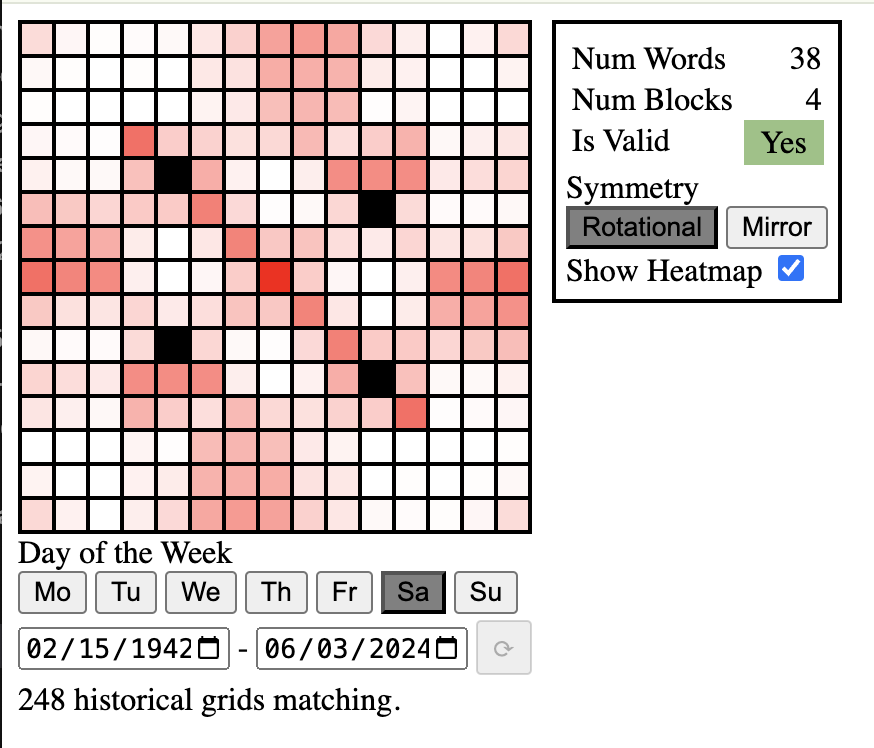 Num Words 38
Num Blocks 4
Is Valid Yes
Symmetry
Rotational Mirror
Show Heatmap
Day of the Week
Mo Tu We Th Fr Sa Su
02/15/1942 - 06/03/2024
248 historical grids matching.